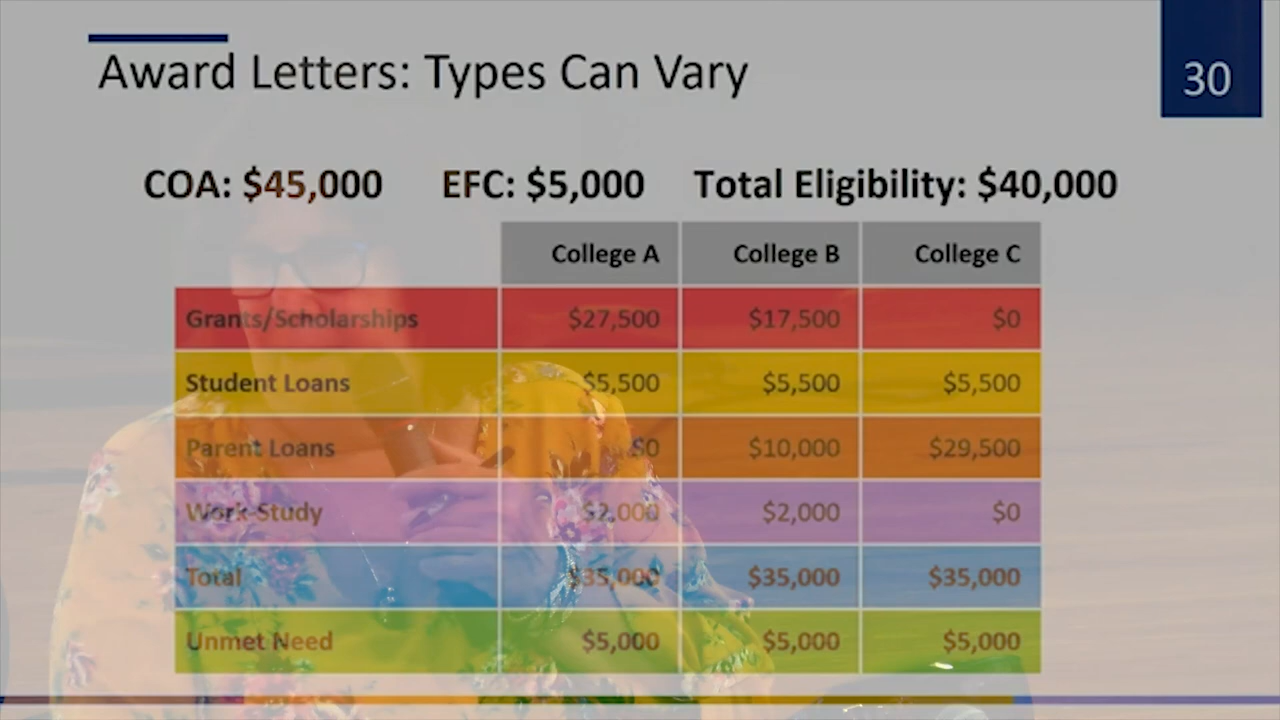 Award Letters: Types Can Vary
30
COA: $45,000 EFC: $5,000 Total Eligibility: $40,000
College A College B College C
Grants/Scholarships $27,500 $17,500 $0
Student Loans $5,500 $5,500 $5,500
Parent Loans $0 $10,000 $29,500
Work-Study $2,000 $2,000 $0
Total $35,000 $35,000 $35,000
Unmet Need $5,000 $5,000 $5,000